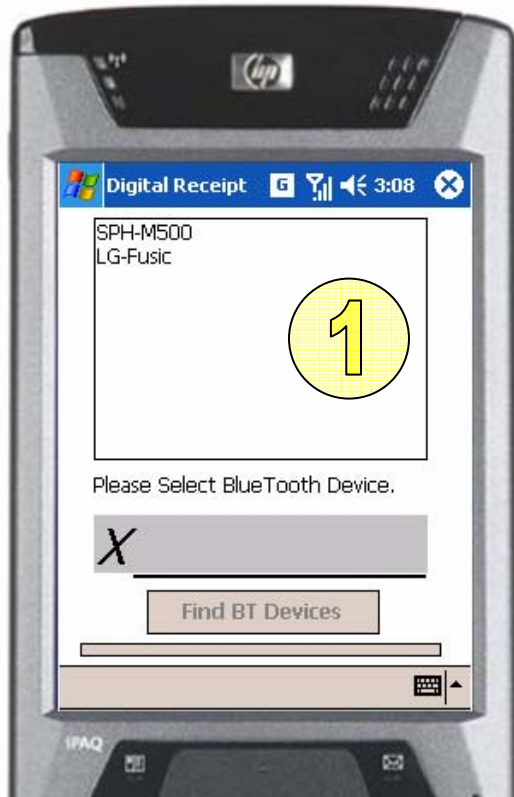 hp
Digital Receipt G 3:08
SPH-M500
LG-Fusic
1
Please Select BlueTooth Device.
X
Find BT Devices
iPAQ